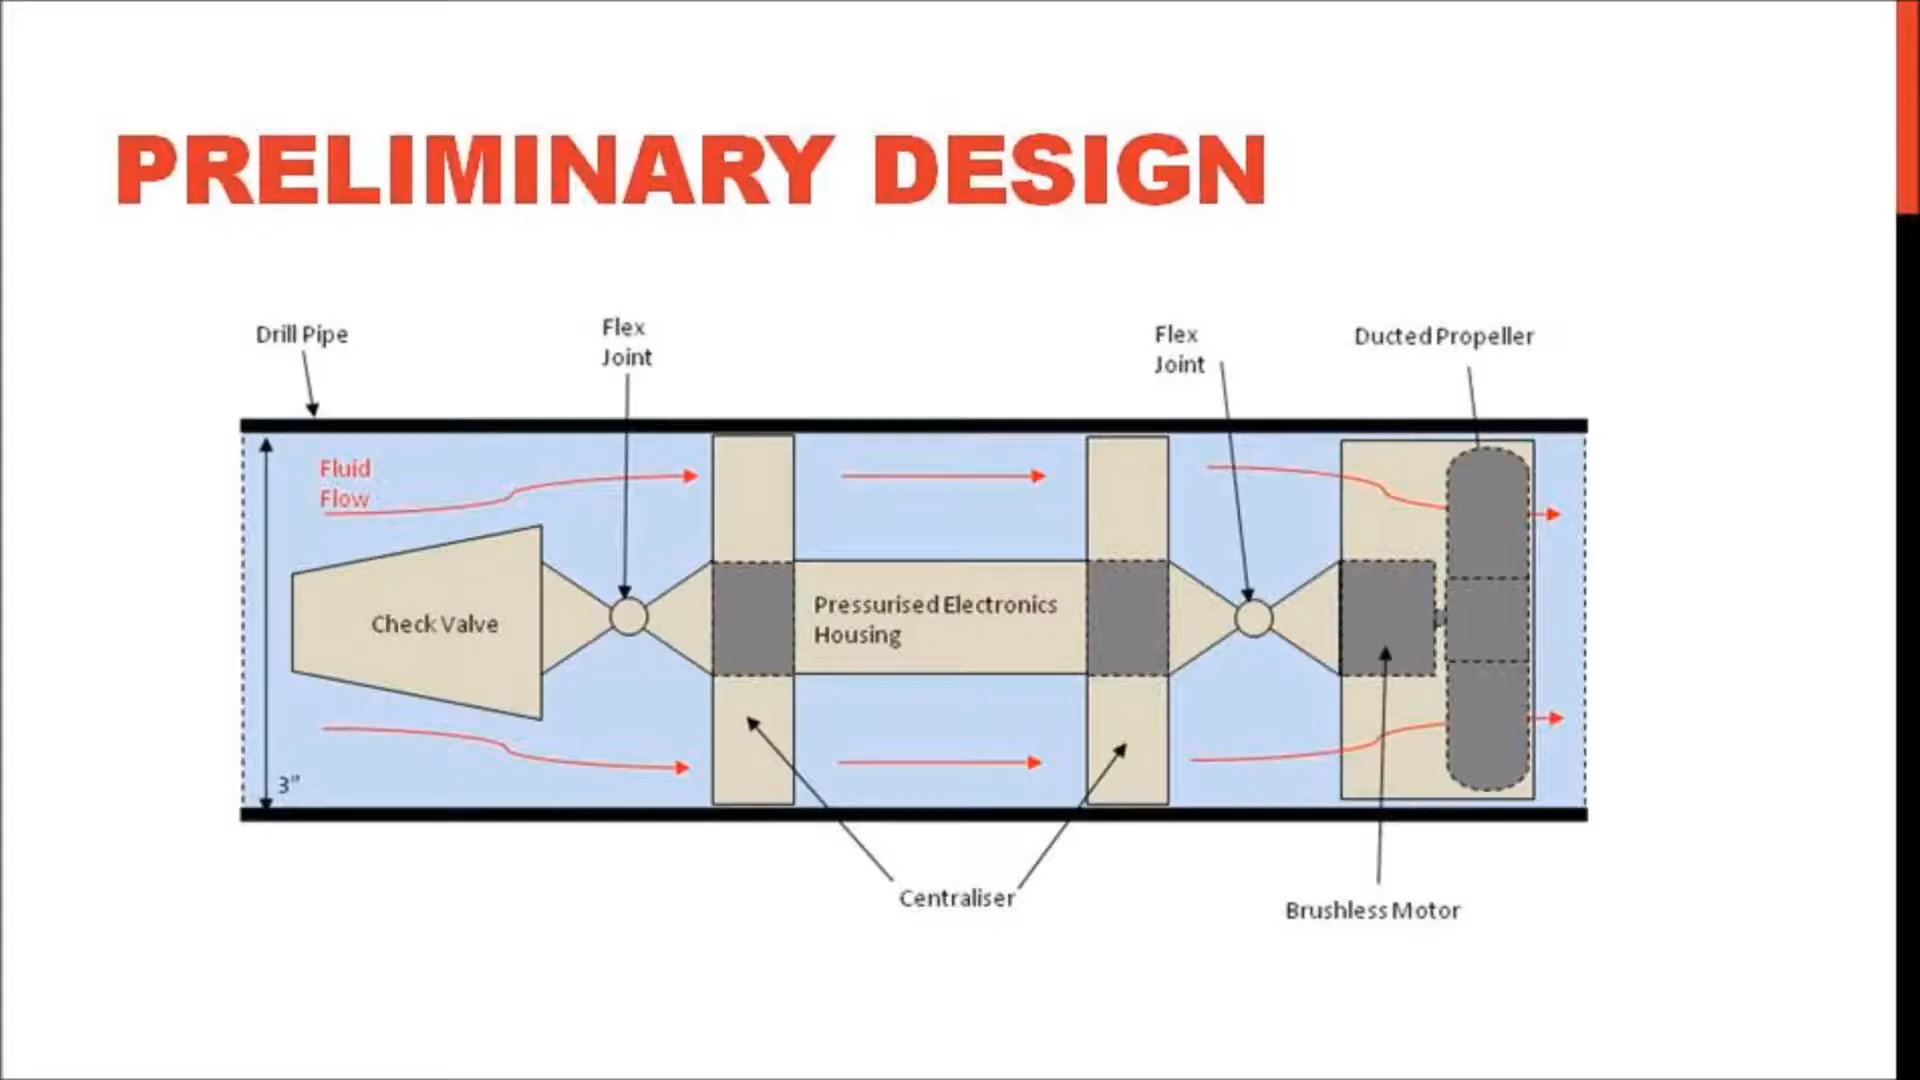 PRELIMINARY DESIGN
Drill Pipe
Flex
Joint
Flex
Joint
Ducted Propeller
Fluid
Flow
Check Valve
Pressurised Electronics
Housing
3"
Centraliser
Brushless Motor